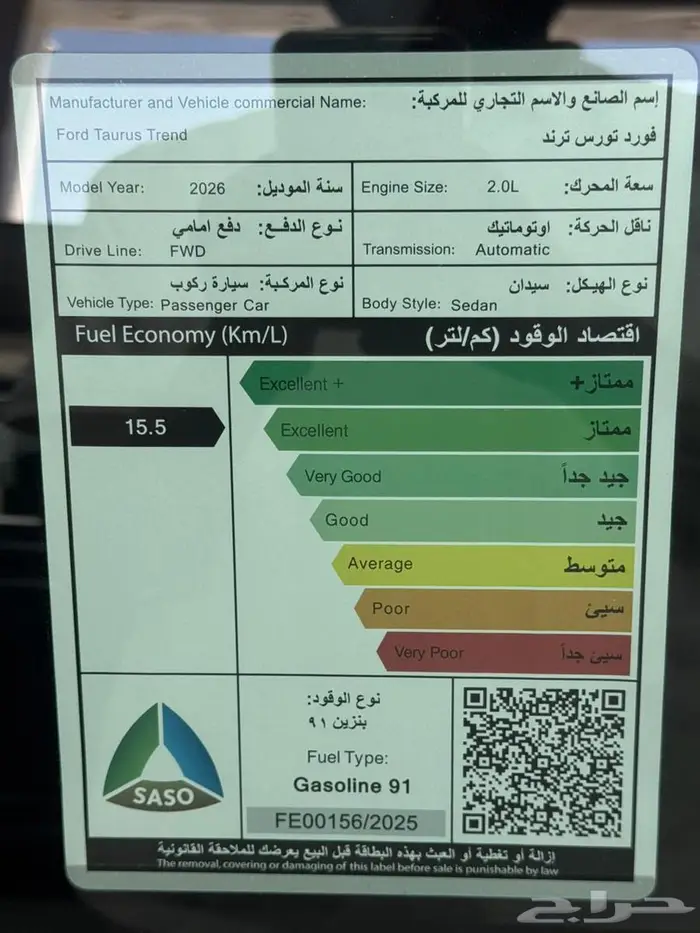 Manufacturer and Vehicle commercial Name: إسم الصانع والاسم التجاري للمركبة:
Ford Taurus Trend فورد تورس ترند
Model Year: 2026 سنة الموديل: Engine Size: 2.0L سعة المحرك:
نوع الدفع: دفع امامي ناقل الحركة: اوتوماتيك
Drive Line: FWD Transmission: Automatic
نوع المركبة: سيارة ركوب نوع الهيكل: سيدان
Vehicle Type: Passenger Car Body Style: Sedan
Fuel Economy (Km/L) اقتصاد الوقود (كم/لتر)
Excellent + ممتاز+
15.5 Excellent ممتاز
Very Good جيد جداً
Good جيد
Average متوسط
Poor سيئ
Very Poor سيئ جداً
نوع الوقود:
بنزين ٩١
Fuel Type:
Gasoline 91
SASO
FE00156/2025
إزالة أو تغطية أو العبث بهذه البطاقة قبل البيع يعرضك للملاحقة القانونية
The removal, covering or damaging of this label before sale is punishable by law
حراج